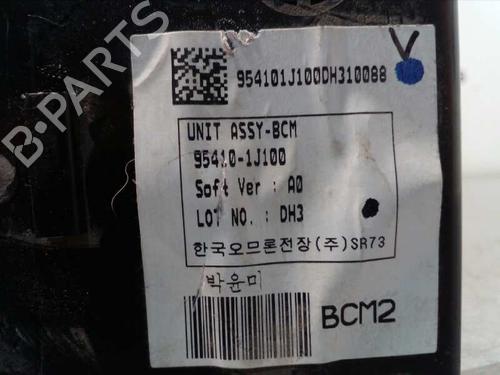 954101J100DH310088
UNIT ASSY-BCM
95410-1J100
Soft Ver : A0
LOT NO. : DH3
한국오므론전장(주)SR73
박윤미
BCM2
B-PARTS